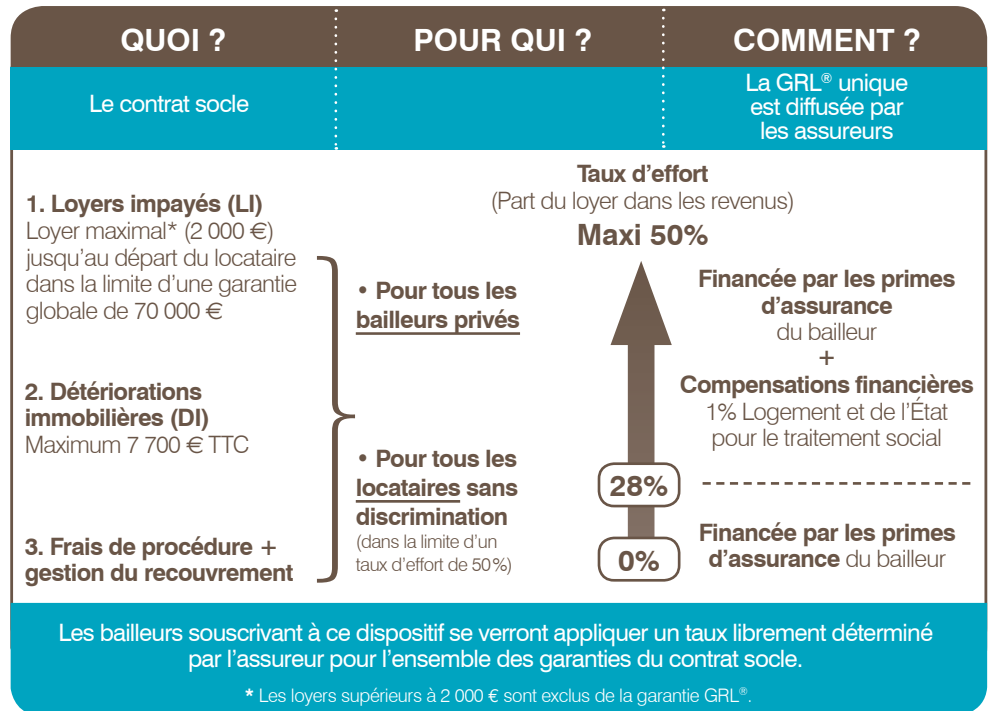 QUOI ?
POUR QUI ?
COMMENT ?
Le contrat socle
La GRL® unique
est diffusée par
les assureurs
1. Loyers impayés (LI)
Loyer maximal* (2 000 €)
jusqu'au départ du locataire
dans la limite d'une garantie
globale de 70 000 €
2. Détériorations
immobilières (DI)
Maximum 7 700 € TTC
3. Frais de procédure +
gestion du recouvrement
• Pour tous les
bailleurs privés
• Pour tous les
locataires sans
discrimination
(dans la limite d'un
taux d'effort de 50%)
Taux d'effort
(Part du loyer dans les revenus)
Maxi 50%
28%
0%
Financée par les primes
d'assurance
du bailleur
+
Compensations financières
1% Logement et de l'État
pour le traitement social
Financée par les primes
d'assurance du bailleur
Les bailleurs souscrivant à ce dispositif se verront appliquer un taux librement déterminé
par l'assureur pour l'ensemble des garanties du contrat socle.
* Les loyers supérieurs à 2 000 € sont exclus de la garantie GRL®.